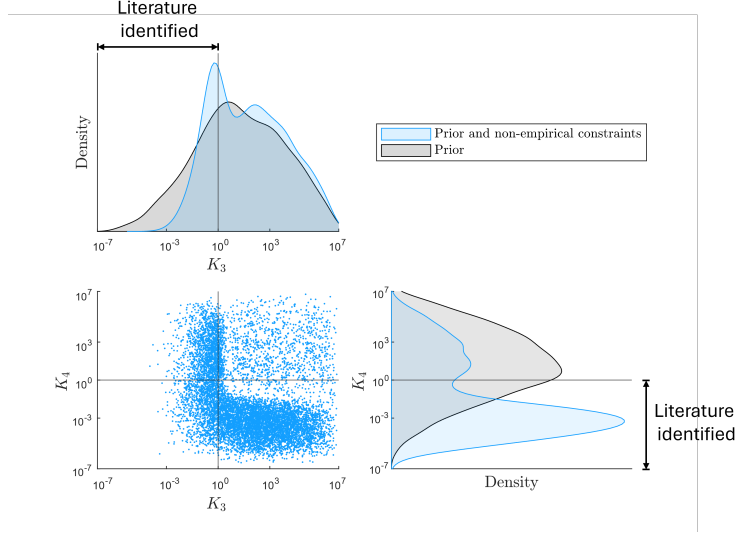 Literature
identified
Density
10^-7 10^-3 10^0 10^3 10^7
K_3
Prior and non-empirical constraints
Prior
10^7
10^3
10^0
10^-3
10^-7
K_4
10^-7 10^-3 10^0 10^3 10^7
K_3
10^7
10^3
10^0
10^-3
10^-7
K_4
Density
Literature
identified